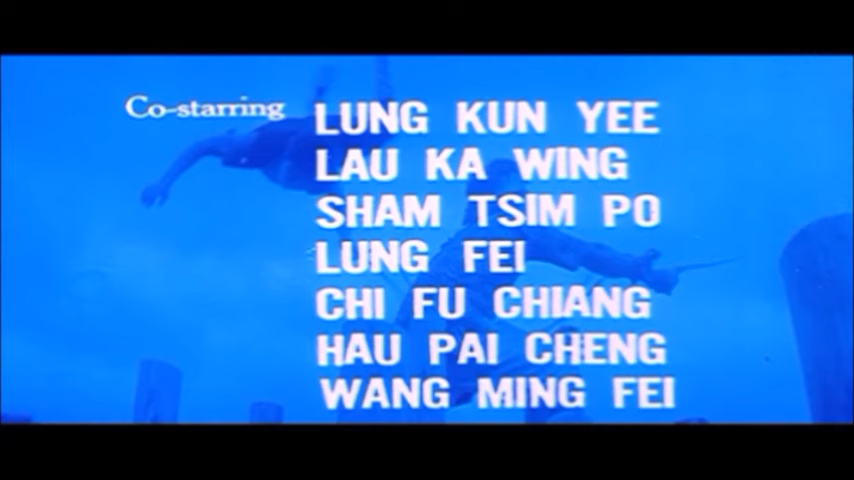 Co-starring LUNG KUN YEE
LAU KA WING
SHAM TSIM PO
LUNG FEI
CHI FU CHIANG
HAU PAI CHENG
WANG MING FEI